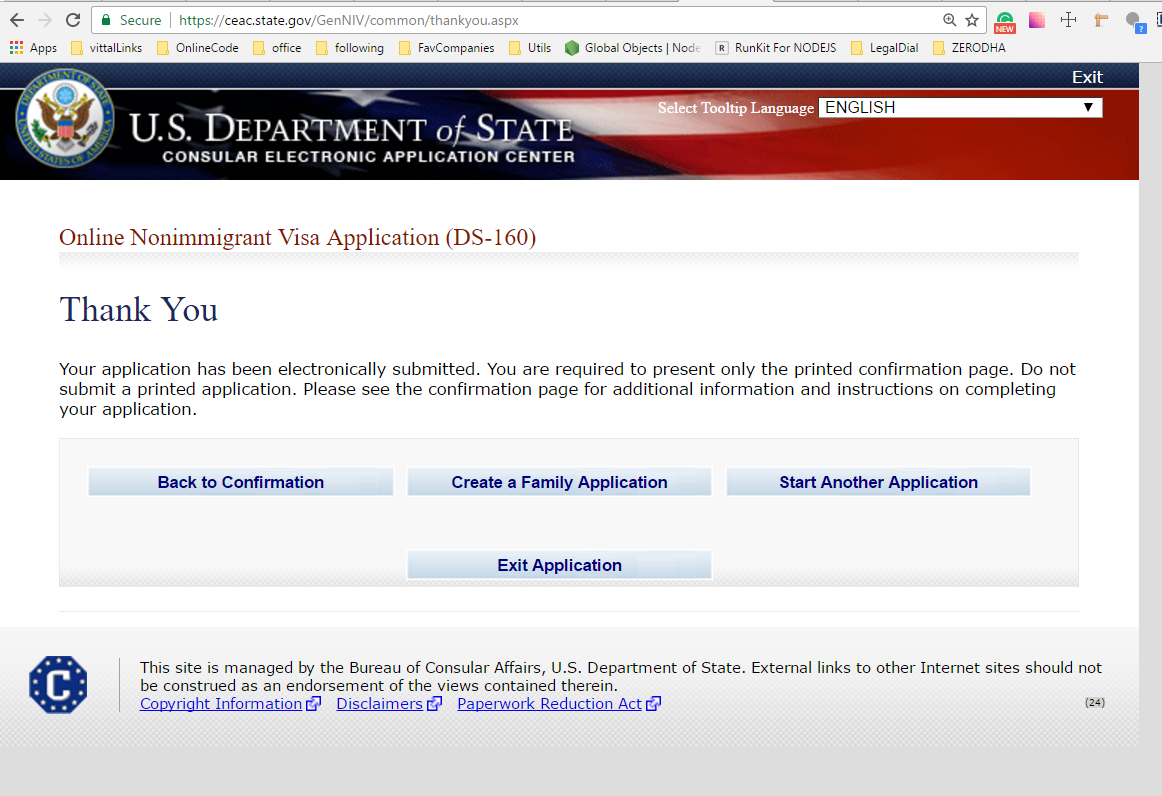 Secure https://ceac.state.gov/GenNIV/common/thankyou.aspx
NEW
?
Apps vittalLinks OnlineCode office following FavCompanies Utils Global Objects | Node R RunKit For NODEJS LegalDial ZERODHA
Exit
Select Tooltip Language ENGLISH
U.S. DEPARTMENT of STATE
CONSULAR ELECTRONIC APPLICATION CENTER
Online Nonimmigrant Visa Application (DS-160)
Thank You
Your application has been electronically submitted. You are required to present only the printed confirmation page. Do not
submit a printed application. Please see the confirmation page for additional information and instructions on completing
your application.
Back to Confirmation Create a Family Application Start Another Application
Exit Application
C
This site is managed by the Bureau of Consular Affairs, U.S. Department of State. External links to other Internet sites should not
be construed as an endorsement of the views contained therein.
Copyright Information Disclaimers Paperwork Reduction Act
(24)